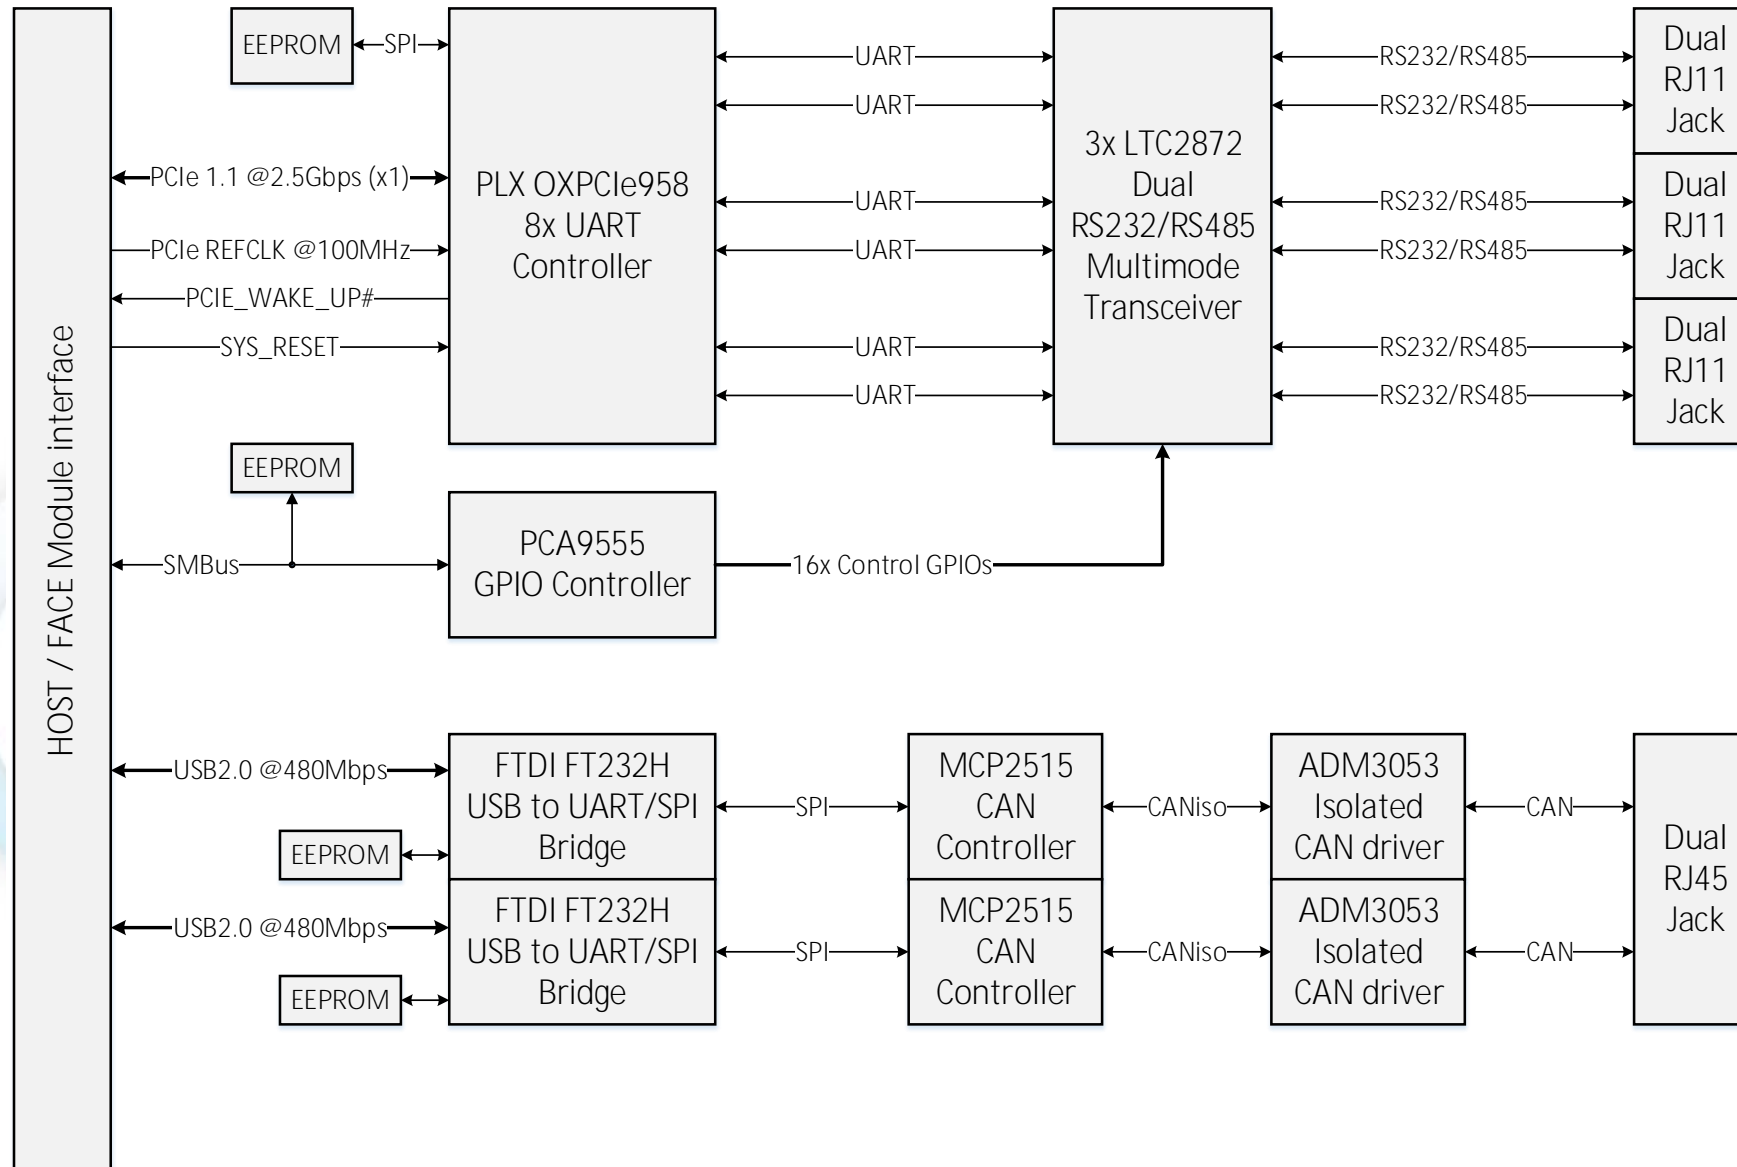 HOST / FACE Module interface
EEPROM
SPI
PCIe 1.1 @2.5Gbps (x1)
PCIe REFCLK @100MHz
PCIE_WAKE_UP#
SYS_RESET
PLX OXPCIe958
8x UART
Controller
UART
UART
UART
UART
UART
UART
3x LTC2872
Dual
RS232/RS485
Multimode
Transceiver
RS232/RS485
RS232/RS485
RS232/RS485
RS232/RS485
RS232/RS485
RS232/RS485
Dual
RJ11
Jack
Dual
RJ11
Jack
Dual
RJ11
Jack
EEPROM
SMBus
PCA9555
GPIO Controller
16x Control GPIOs
USB2.0 @480Mbps
EEPROM
FTDI FT232H
USB to UART/SPI
Bridge
SPI
MCP2515
CAN
Controller
CANiso
ADM3053
Isolated
CAN driver
CAN
USB2.0 @480Mbps
EEPROM
FTDI FT232H
USB to UART/SPI
Bridge
SPI
MCP2515
CAN
Controller
CANiso
ADM3053
Isolated
CAN driver
CAN
Dual
RJ45
Jack